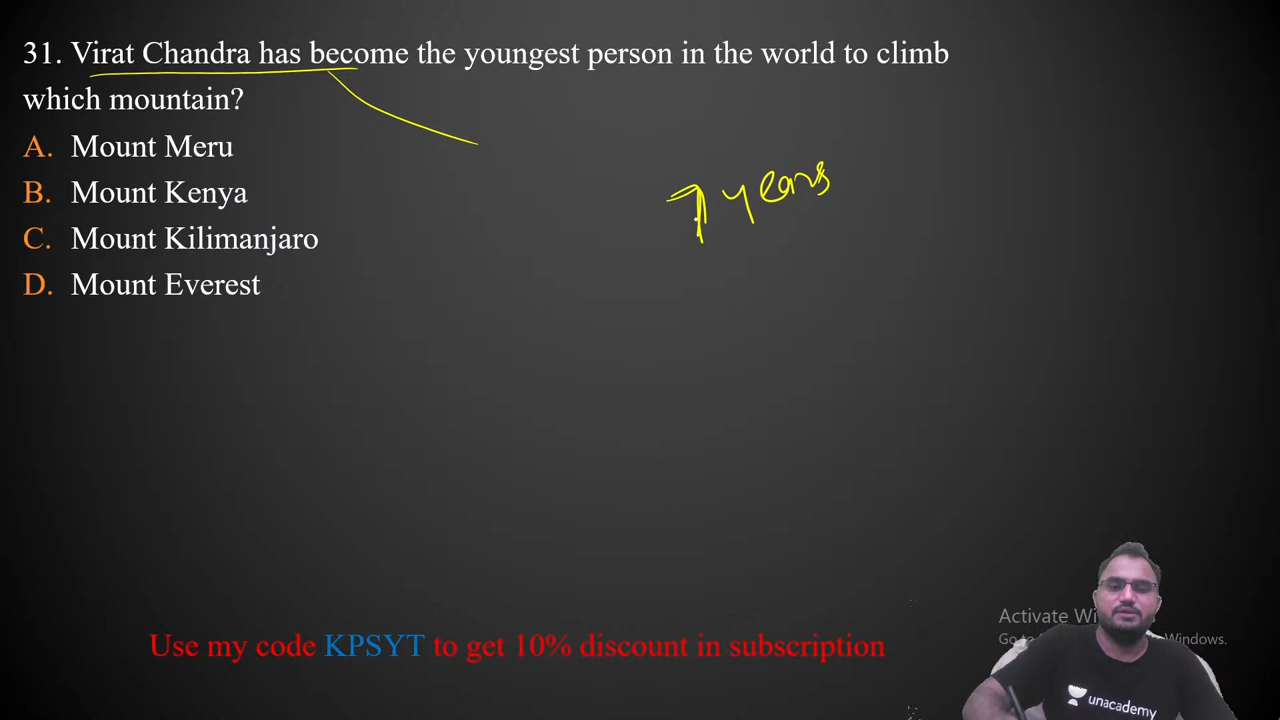 31. Virat Chandra has become the youngest person in the world to climb
which mountain?
A. Mount Meru
B. Mount Kenya
C. Mount Kilimanjaro
D. Mount Everest
7 years
Use my code KPSYT to get 10% discount in subscription
Activate Wi
Go to Windows.
unacademy